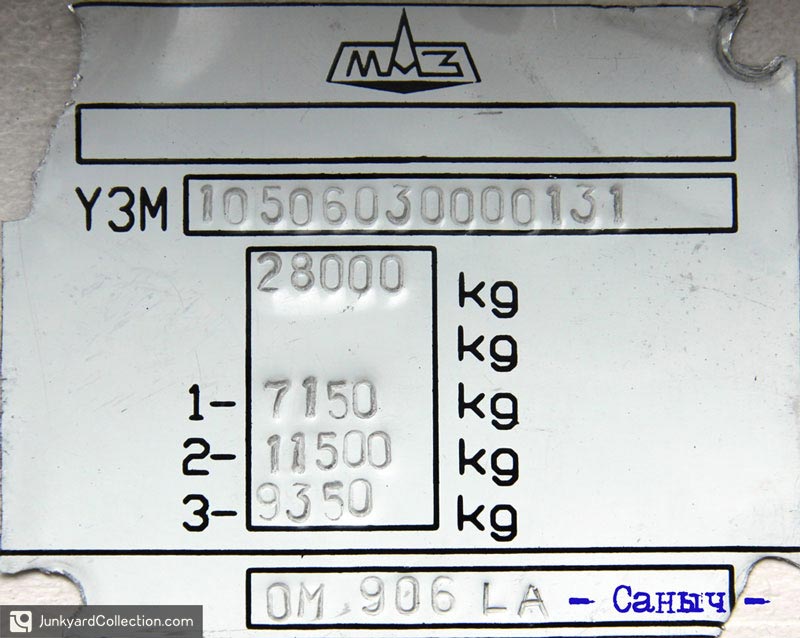 МАЗ
Y3M 10506030000131
28000 kg
kg
1- 7150 kg
2- 11500 kg
3- 9350 kg
OM 906 LA - Саныч -
JunkyardCollection.com